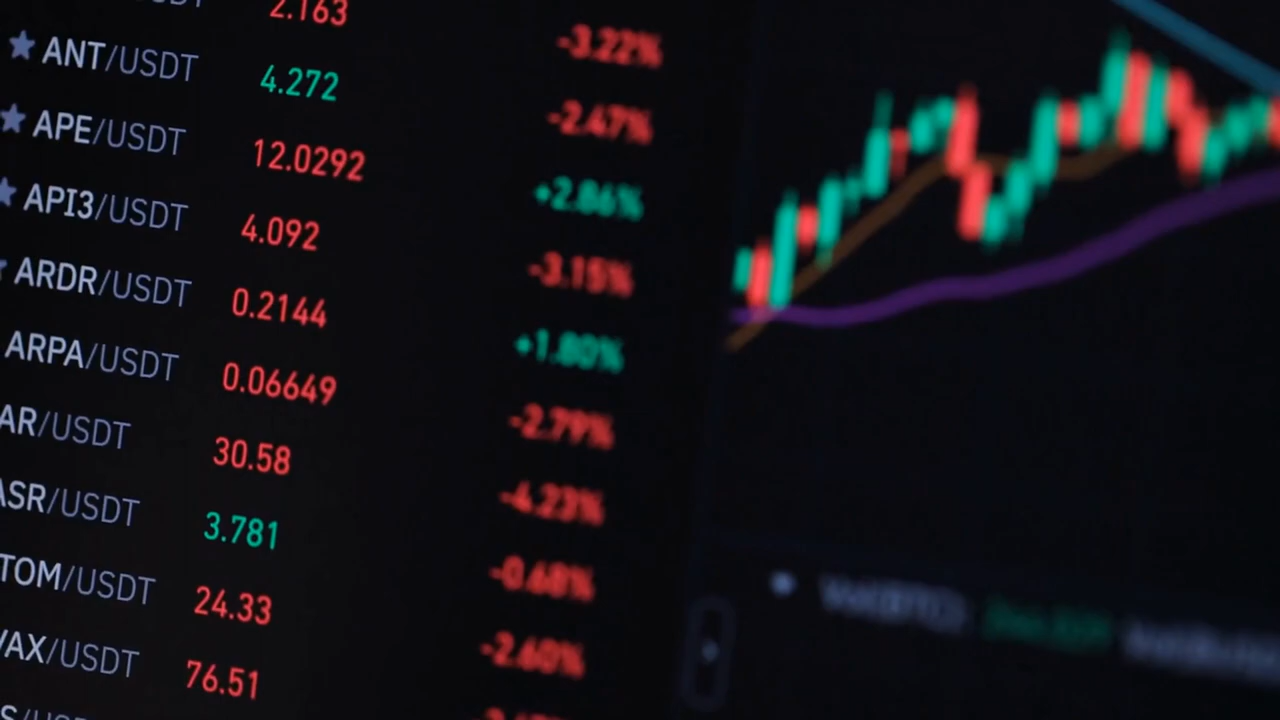 2.163 -3.22%
ANT/USDT 4.272 -2.47%
APE/USDT 12.0292 +2.86%
API3/USDT 4.092 -3.15%
ARDR/USDT 0.2144 +1.80%
ARPA/USDT 0.06649 -2.79%
AR/USDT 30.58 -4.23%
ASR/USDT 3.781 -0.68%
TOM/USDT 24.33 -2.60%
VAX/USDT 76.51
S/USDT